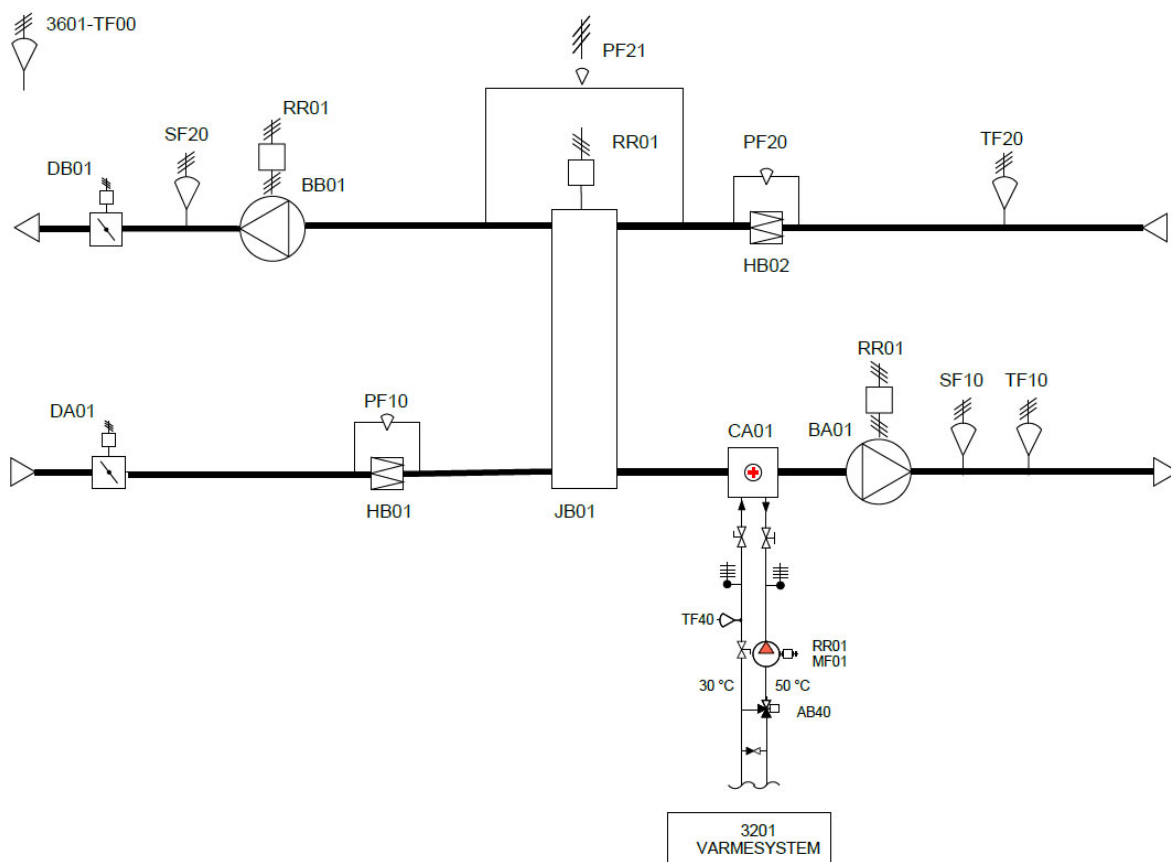 3601-TF00
PF21
RR01
SF20
RR01
PF20
TF20
DB01
BB01
HB02
RR01
PF10
SF10
TF10
DA01
CA01
BA01
HB01
JB01
TF40
RR01
MF01
30 °C
50 °C
AB40
3201
VARMESYSTEM